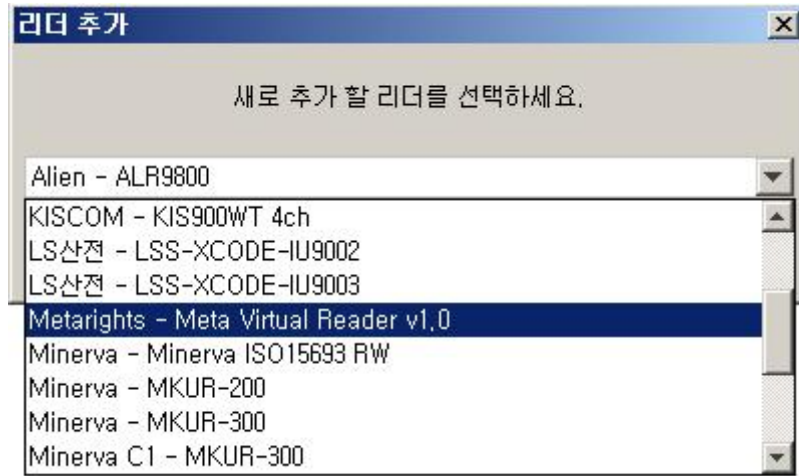 리더 추가
새로 추가 할 리더를 선택하세요.
Alien - ALR9800
KISCOM - KIS900WT 4ch
LS산전 - LSS-XCODE-IU9002
LS산전 - LSS-XCODE-IU9003
Metarights - Meta Virtual Reader v1.0
Minerva - Minerva ISO15693 RW
Minerva - MKUR-200
Minerva - MKUR-300
Minerva C1 - MKUR-300